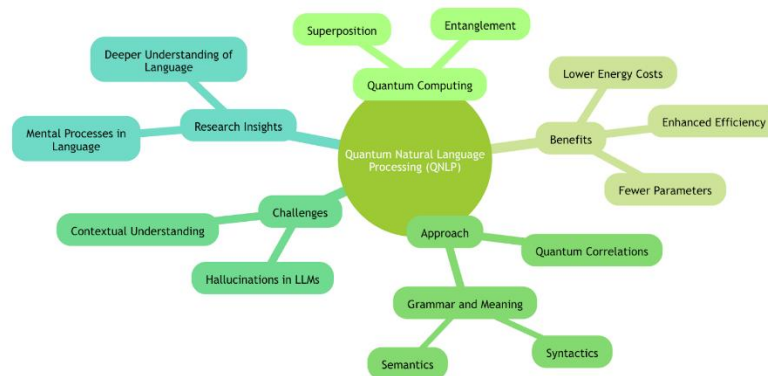 Superposition
Entanglement
Quantum Computing
Deeper Understanding of
Language
Mental Processes in
Language
Research Insights
Lower Energy Costs
Enhanced Efficiency
Benefits
Fewer Parameters
Quantum Natural Language
Processing (QNLP)
Challenges
Contextual Understanding
Hallucinations in LLMs
Approach
Quantum Correlations
Grammar and Meaning
Semantics
Syntactics